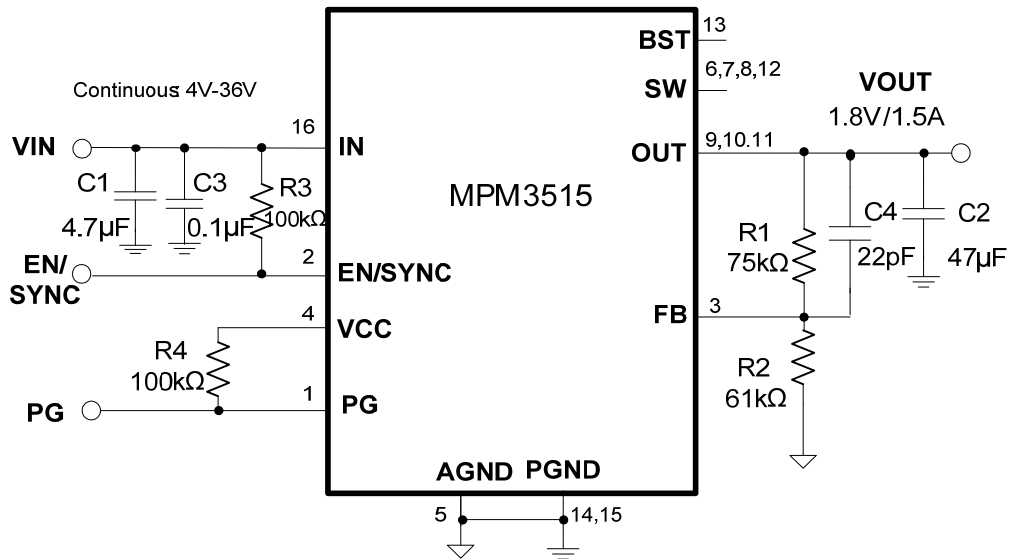 13
BST
6,7,8,12
SW
VOUT
1.8V/1.5A
Continuous: 4V-36V
16
VIN
IN
9,10.11
OUT
C1
C3
R3
MPM3515
4.7µF
0.1µF
100kΩ
C4
C2
R1
75kΩ
22pF
47µF
EN/
SYNC
2
EN/SYNC
3
FB
4
VCC
R4
100kΩ
R2
61kΩ
1
PG
PG
AGND
PGND
5
14,15